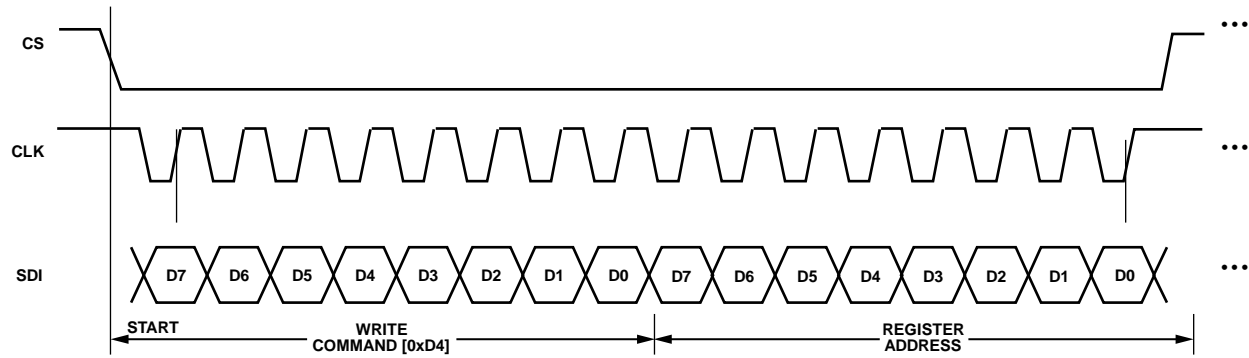 CS
•••
CLK
•••
SDI
D7 D6 D5 D4 D3 D2 D1 D0 D7 D6 D5 D4 D3 D2 D1 D0
•••
START
WRITE
COMMAND [0xD4]
REGISTER
ADDRESS